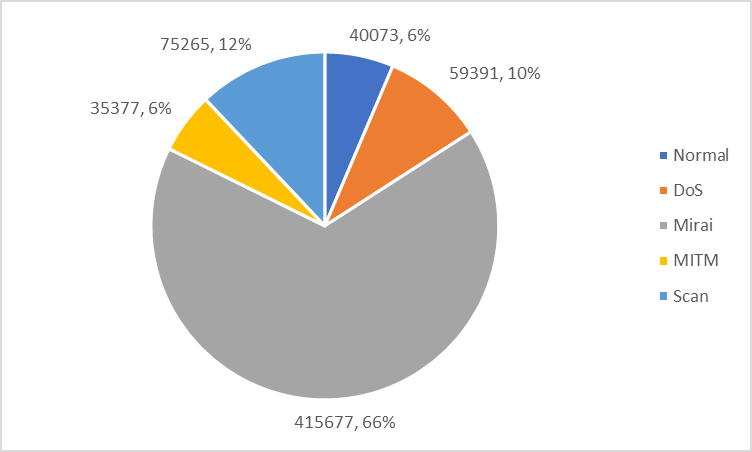 40073, 6%
75265, 12%
59391, 10%
35377, 6%
415677, 66%
Normal
DoS
Mirai
MITM
Scan